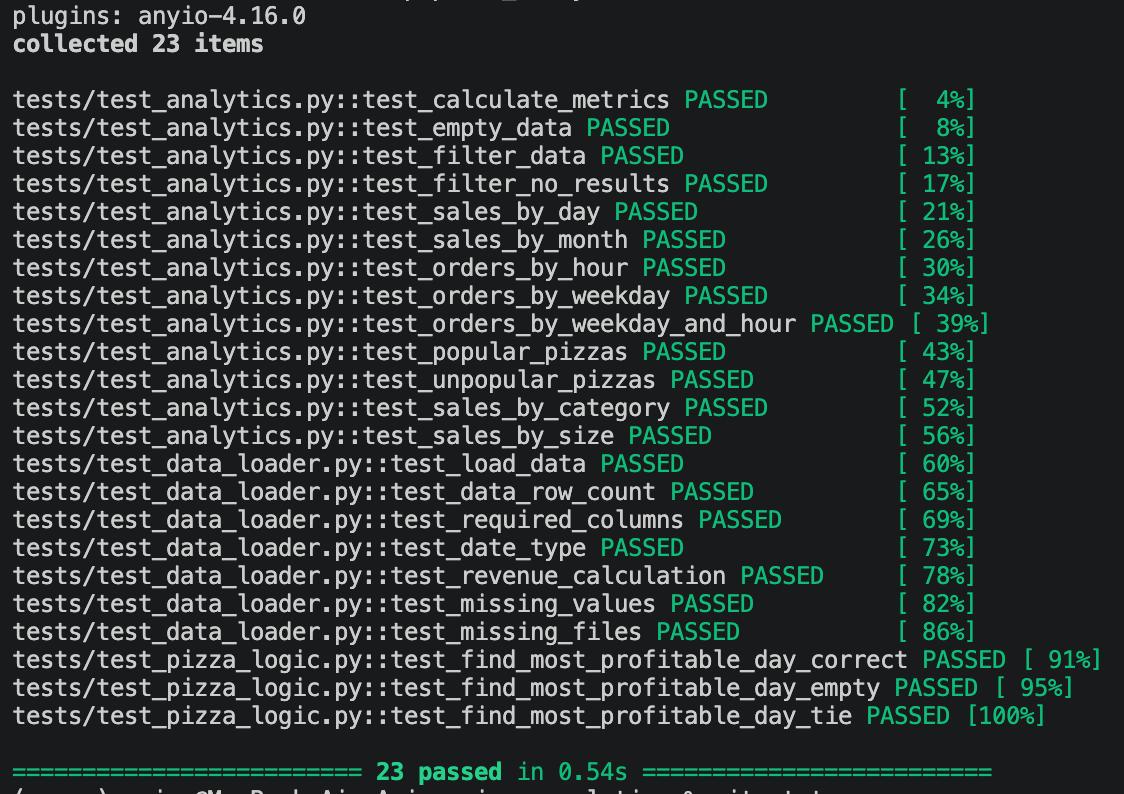 plugins: anyio-4.16.0
collected 23 items
tests/test_analytics.py::test_calculate_metrics PASSED [  4%]
tests/test_analytics.py::test_empty_data PASSED [  8%]
tests/test_analytics.py::test_filter_data PASSED [ 13%]
tests/test_analytics.py::test_filter_no_results PASSED [ 17%]
tests/test_analytics.py::test_sales_by_day PASSED [ 21%]
tests/test_analytics.py::test_sales_by_month PASSED [ 26%]
tests/test_analytics.py::test_orders_by_hour PASSED [ 30%]
tests/test_analytics.py::test_orders_by_weekday PASSED [ 34%]
tests/test_analytics.py::test_orders_by_weekday_and_hour PASSED [ 39%]
tests/test_analytics.py::test_popular_pizzas PASSED [ 43%]
tests/test_analytics.py::test_unpopular_pizzas PASSED [ 47%]
tests/test_analytics.py::test_sales_by_category PASSED [ 52%]
tests/test_analytics.py::test_sales_by_size PASSED [ 56%]
tests/test_data_loader.py::test_load_data PASSED [ 60%]
tests/test_data_loader.py::test_data_row_count PASSED [ 65%]
tests/test_data_loader.py::test_required_columns PASSED [ 69%]
tests/test_data_loader.py::test_date_type PASSED [ 73%]
tests/test_data_loader.py::test_revenue_calculation PASSED [ 78%]
tests/test_data_loader.py::test_missing_values PASSED [ 82%]
tests/test_data_loader.py::test_missing_files PASSED [ 86%]
tests/test_pizza_logic.py::test_find_most_profitable_day_correct PASSED [ 91%]
tests/test_pizza_logic.py::test_find_most_profitable_day_empty PASSED [ 95%]
tests/test_pizza_logic.py::test_find_most_profitable_day_tie PASSED [100%]
========================= 23 passed in 0.54s =========================